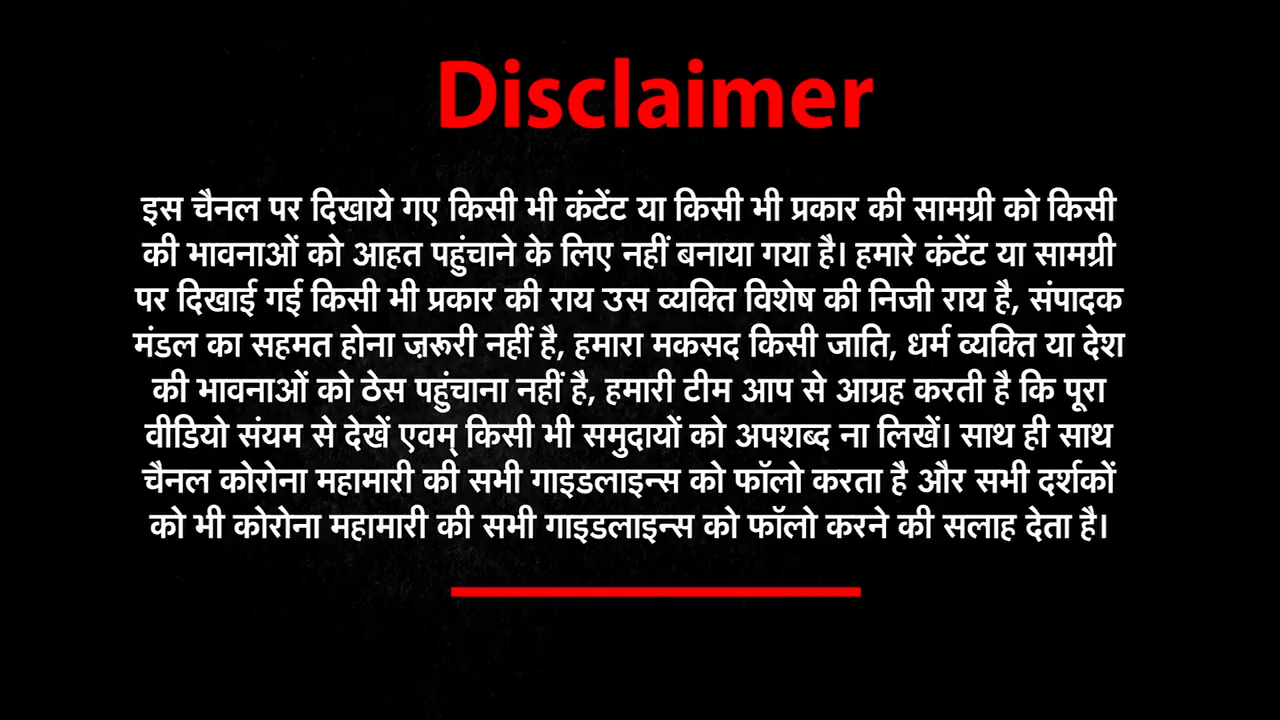 Disclaimer
इस चैनल पर दिखाये गए किसी भी कंटेंट या किसी भी प्रकार की सामग्री को किसी
की भावनाओं को आहत पहुंचाने के लिए नहीं बनाया गया है। हमारे कंटेंट या सामग्री
पर दिखाई गई किसी भी प्रकार की राय उस व्यक्ति विशेष की निजी राय है, संपादक
मंडल का सहमत होना ज़रूरी नहीं है, हमारा मकसद किसी जाति, धर्म व्यक्ति या देश
की भावनाओं को ठेस पहुंचाना नहीं है, हमारी टीम आप से आग्रह करती है कि पूरा
वीडियो संयम से देखें एवम् किसी भी समुदायों को अपशब्द ना लिखें। साथ ही साथ
चैनल कोरोना महामारी की सभी गाइडलाइन्स को फॉलो करता है और सभी दर्शकों
को भी कोरोना महामारी की सभी गाइडलाइन्स को फॉलो करने की सलाह देता है।